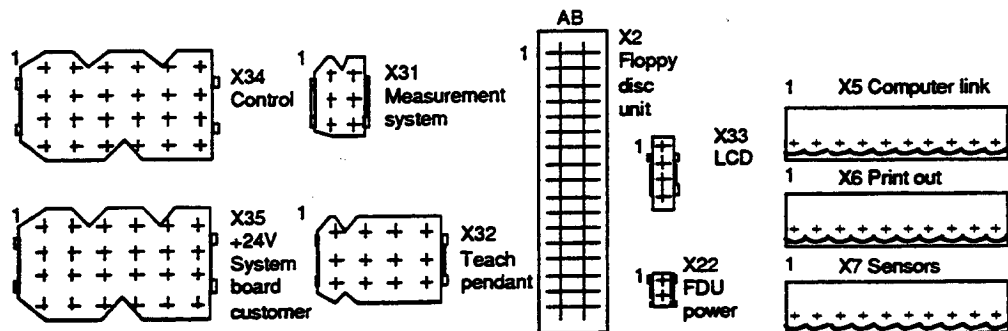 1
X34
Control
1
X31
Measurement
system
AB
1
X2
Floppy
disc
unit
1
X33
LCD
1
X5 Computer link
1
X6 Print out
1
X7 Sensors
1
X35
+24V
System
board
customer
1
X32
Teach
pendant
1
X22
FDU
power